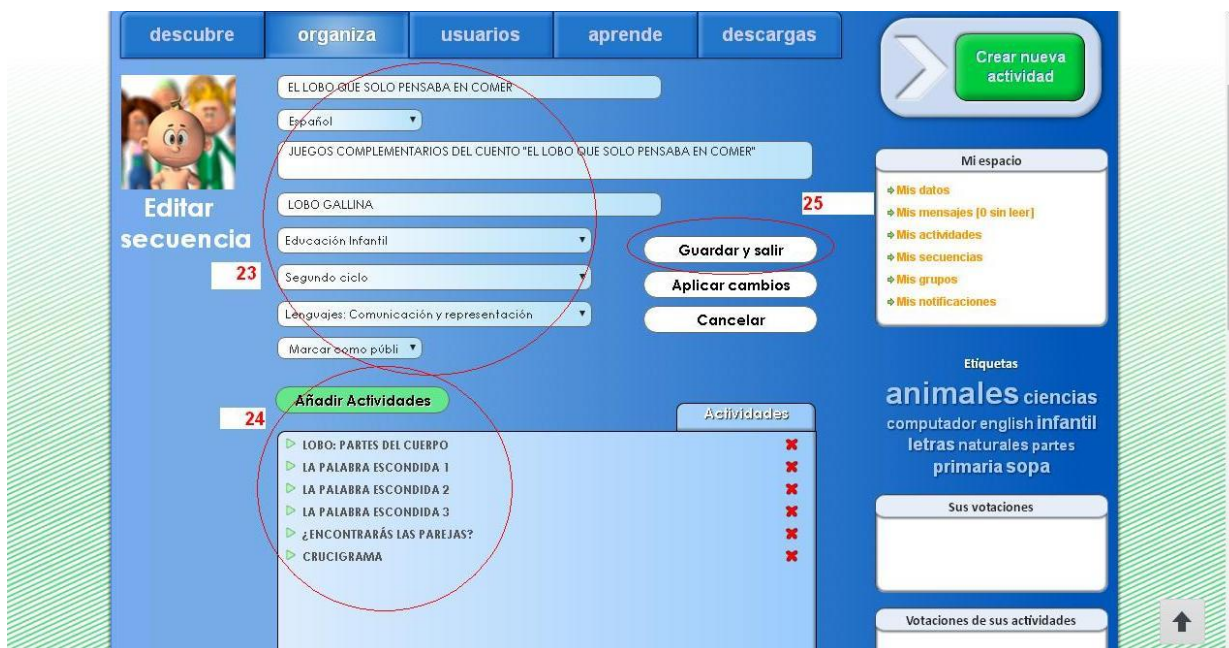 descubre organiza usuarios aprende descargas
Crear nueva
actividad
EL LOBO QUE SOLO PENSABA EN COMER
Español
JUEGOS COMPLEMENTARIOS DEL CUENTO "EL LOBO QUE SOLO PENSABA EN COMER"
Editar
secuencia
LOBO GALLINA
25
Educación Infantil
Guardar y salir
23
Segundo ciclo
Aplicar cambios
Lenguajes: Comunicación y representación
Cancelar
Marcar como públi
Añadir Actividades
24
Actividades
LOBO: PARTES DEL CUERPO
LA PALABRA ESCONDIDA 1
LA PALABRA ESCONDIDA 2
LA PALABRA ESCONDIDA 3
¿ENCONTRARÁS LAS PAREJAS?
CRUCIGRAMA
Mi espacio
Mis datos
Mis mensajes [0 sin leer]
Mis actividades
Mis secuencias
Mis grupos
Mis notificaciones
Etiquetas
animales ciencias
computador english infantil
letras naturales partes
primaria sopa
Sus votaciones
Votaciones de sus actividades